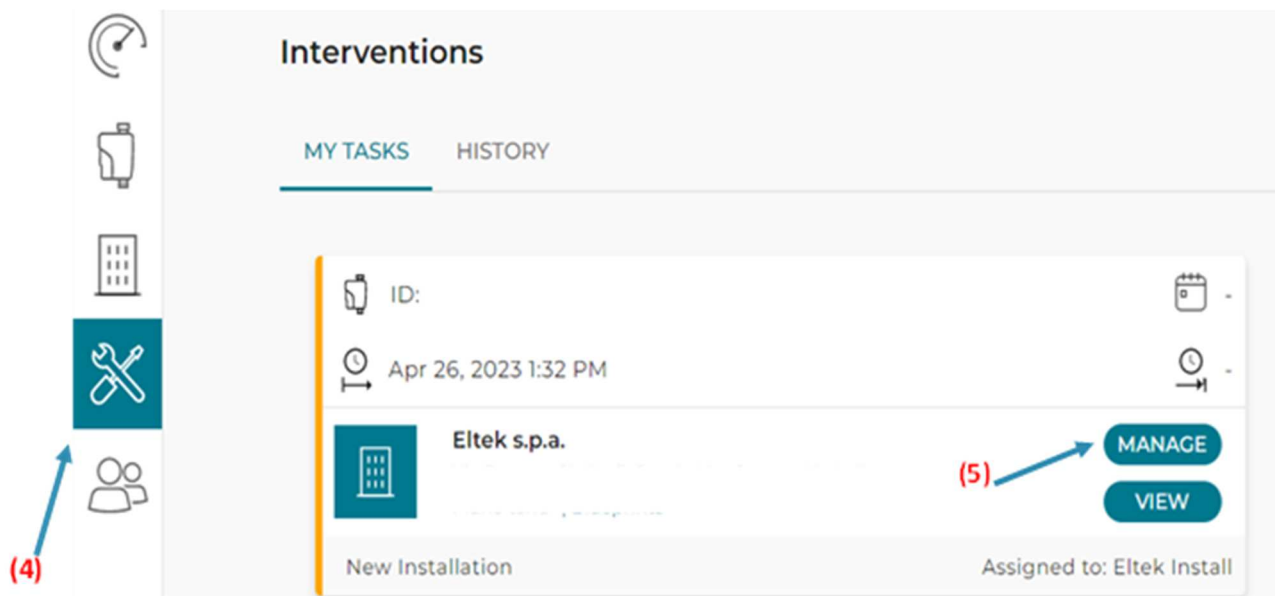 Interventions
MY TASKS HISTORY
ID: -
Apr 26, 2023 1:32 PM -
Eltek s.p.a.
MANAGE
(5)
VIEW
New Installation Assigned to: Eltek Install
(4)